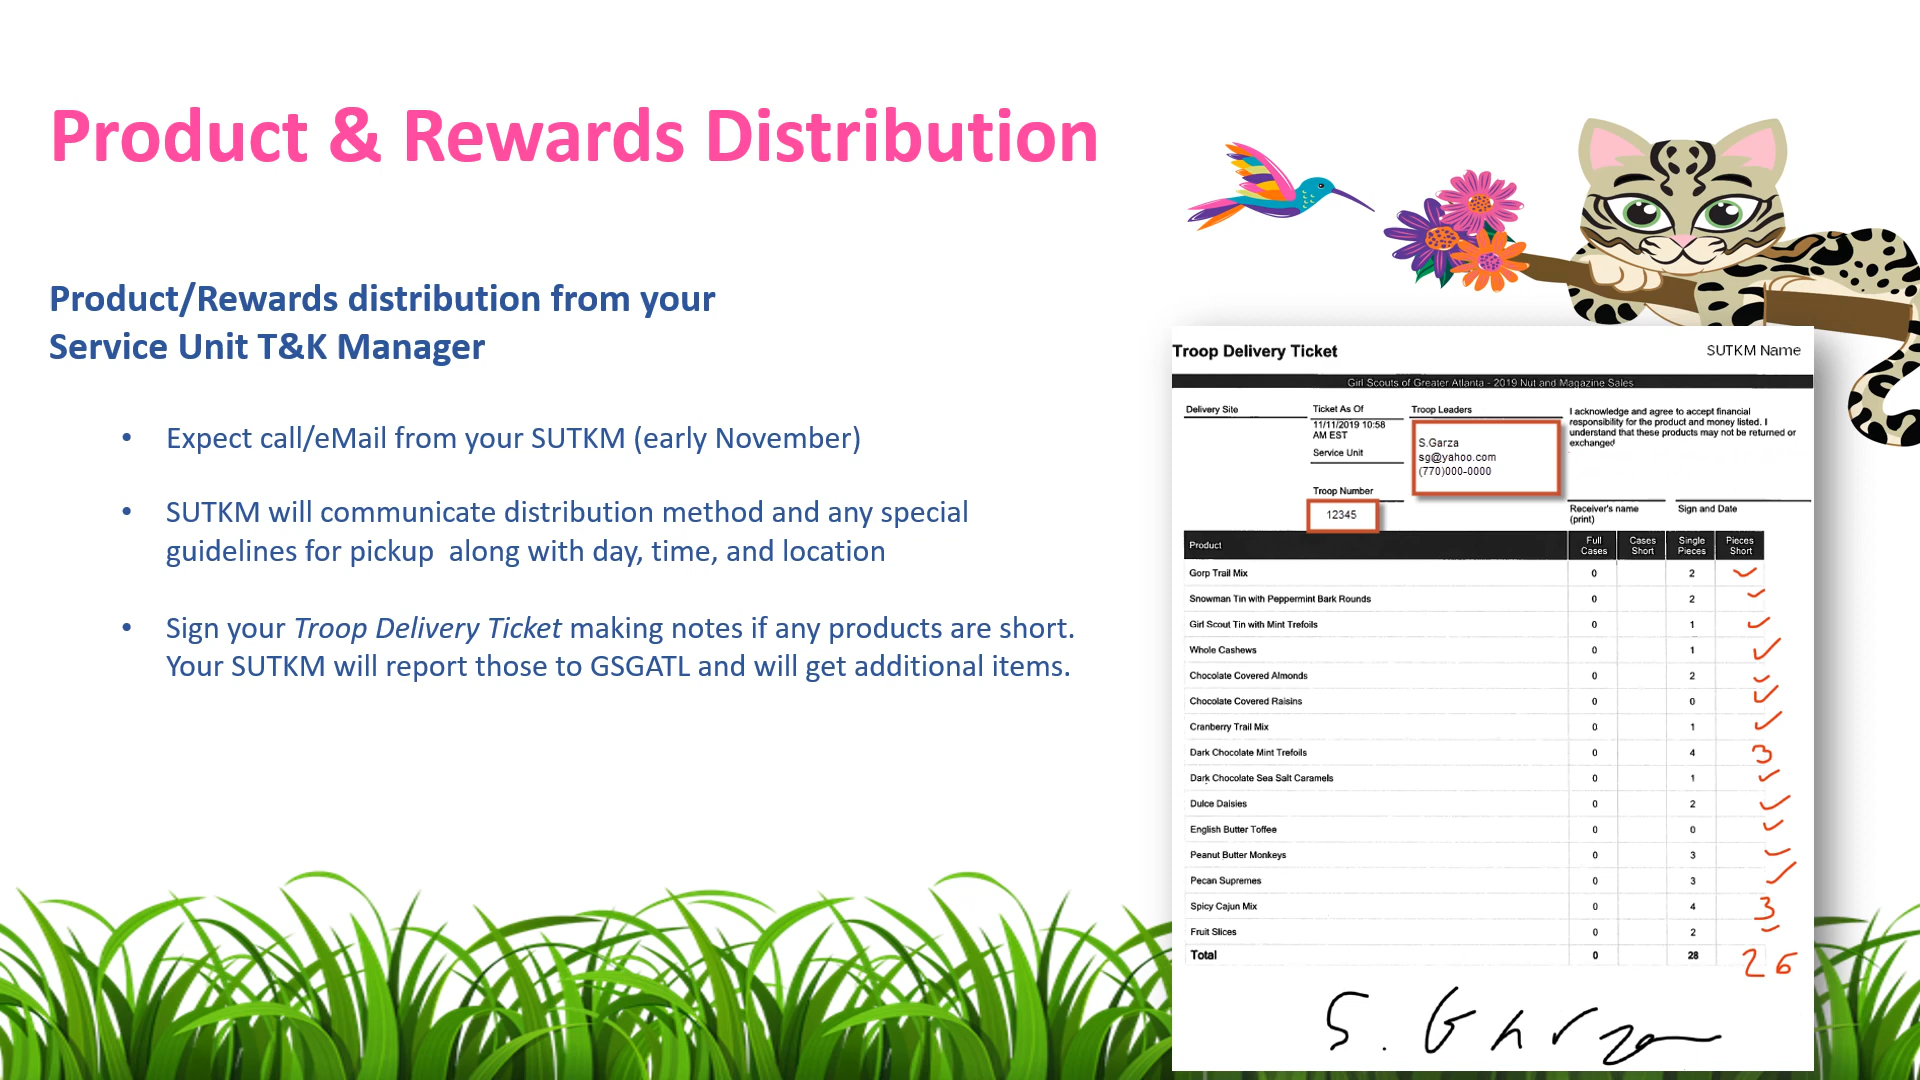 Product & Rewards Distribution
Product/Rewards distribution from your
Service Unit T&K Manager
• Expect call/eMail from your SUTKM (early November)
• SUTKM will communicate distribution method and any special
guidelines for pickup  along with day, time, and location
• Sign your Troop Delivery Ticket making notes if any products are short.
Your SUTKM will report those to GSGATL and will get additional items.
Troop Delivery Ticket SUTKM Name
Girl Scouts of Greater Atlanta - 2019 Nut and Magazine Sales
Delivery Site
Ticket As Of
11/11/2019 10:58
AM EST
Service Unit
Troop Number
12345
Troop Leaders
S.Garza
sg@yahoo.com
(770)000-0000
I acknowledge and agree to accept financial
responsibility for the product and money listed. I
understand that these products may not be returned or
exchanged
Receiver's name
(print)
Sign and Date
Product Full Cases Cases Short Single Pieces Pieces Short
Gorp Trail Mix 0 2 ✓
Snowman Tin with Peppermint Bark Rounds 0 2 ✓
Girl Scout Tin with Mint Trefoils 0 1 ✓
Whole Cashews 0 1 ✓
Chocolate Covered Almonds 0 2 ✓
Chocolate Covered Raisins 0 0 ✓
Cranberry Trail Mix 0 1 ✓
Dark Chocolate Mint Trefoils 0 4 3
Dark Chocolate Sea Salt Caramels 0 1 ✓
Dulce Daisies 0 2 ✓
English Butter Toffee 0 0 ✓
Peanut Butter Monkeys 0 3 ✓
Pecan Supremes 0 3 ✓
Spicy Cajun Mix 0 4 3
Fruit Slices 0 2 ✓
Total 0 28 26
S. Garza